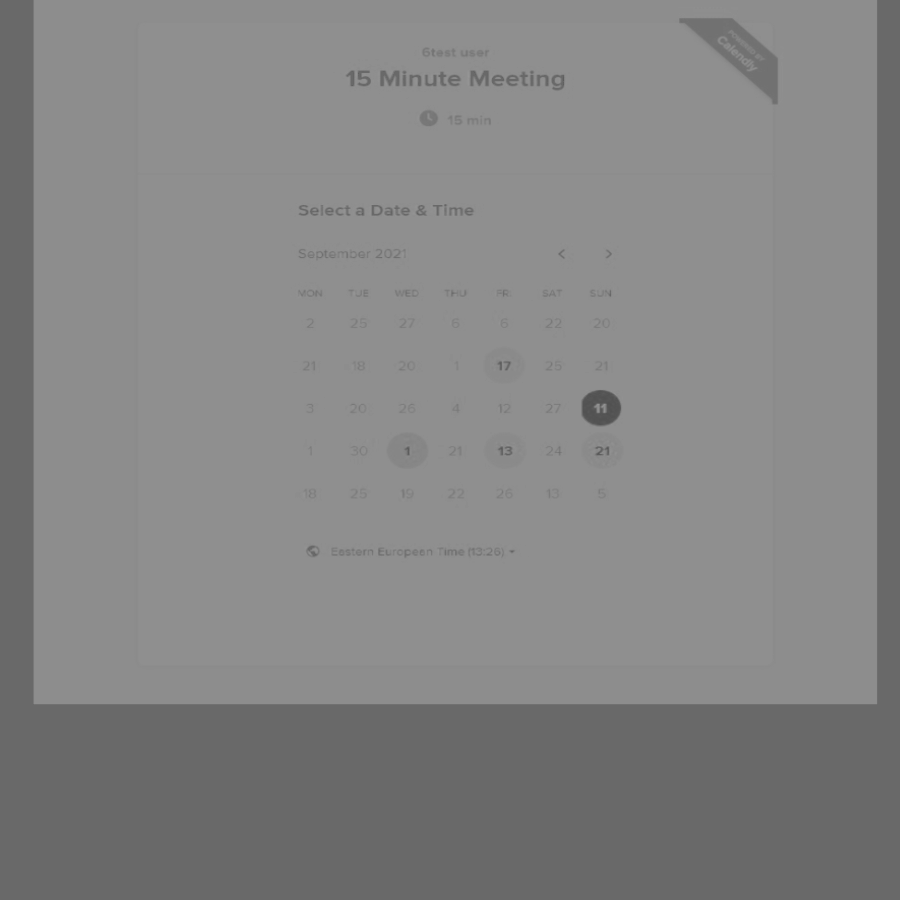 6test user
15 Minute Meeting
15 min
POWERED BY
Calendly
Select a Date & Time
September 2021
MON TUE WED THU FRI SAT SUN
2 25 27 6 6 22 20
21 18 20 1 17 25 21
3 20 26 4 12 27 11
1 30 1 21 13 24 21
18 25 19 22 26 13 5
Eastern European Time (13:26)